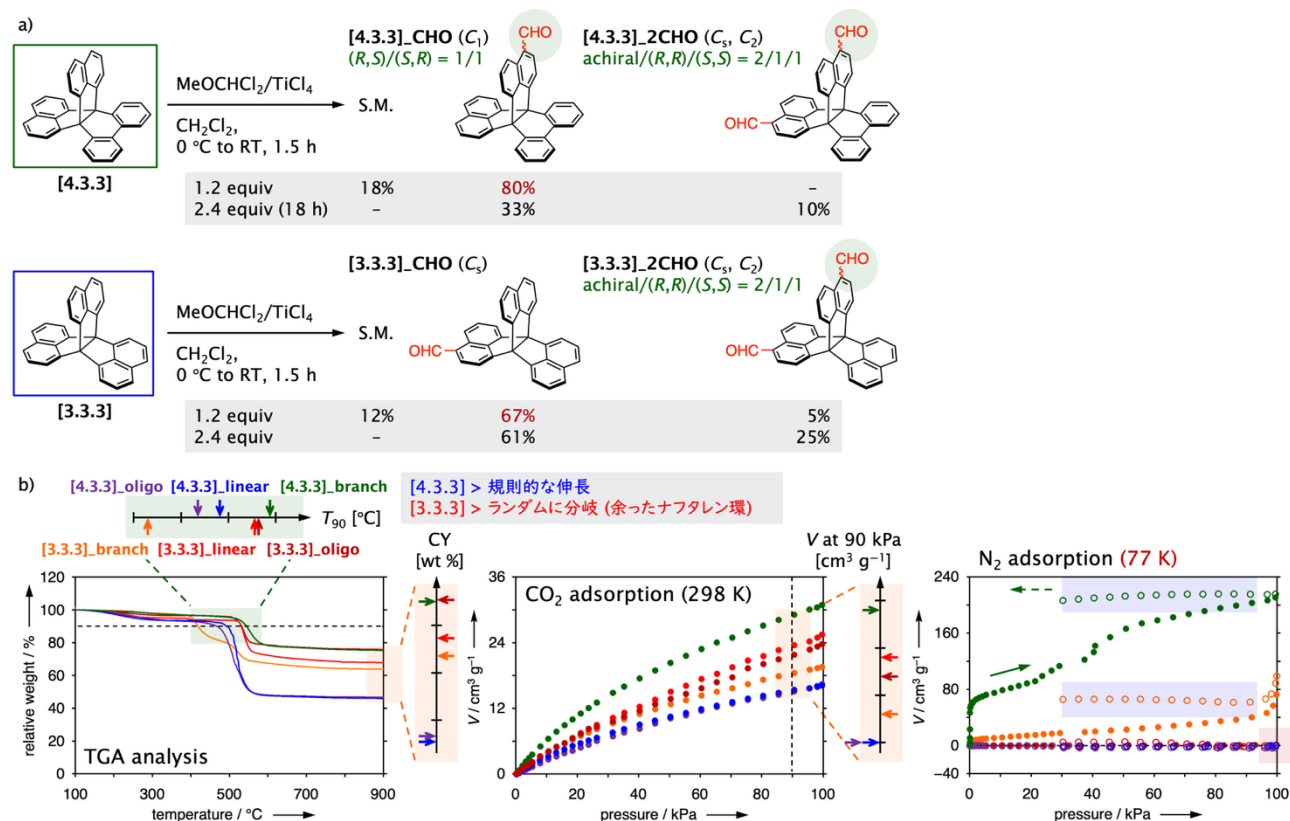 a)
[4.3.3]
MeOCHCl₂/TiCl₄
CH₂Cl₂,
0 °C to RT, 1.5 h
S.M.
[4.3.3]_CHO (C₁)
(R,S)/(S,R) = 1/1
CHO
[4.3.3]_2CHO (Cₛ, C₂)
achiral/(R,R)/(S,S) = 2/1/1
CHO
OHC
1.2 equiv 18% 80% –
2.4 equiv (18 h) – 33% 10%
[3.3.3]
MeOCHCl₂/TiCl₄
CH₂Cl₂,
0 °C to RT, 1.5 h
S.M.
[3.3.3]_CHO (Cₛ)
OHC
[3.3.3]_2CHO (Cₛ, C₂)
achiral/(R,R)/(S,S) = 2/1/1
CHO
OHC
1.2 equiv 12% 67% 5%
2.4 equiv – 61% 25%
b)
[4.3.3]_oligo [4.3.3]_linear [4.3.3]_branch
T₉₀ [°C]
[3.3.3]_branch [3.3.3]_linear [3.3.3]_oligo
[4.3.3] > 規則的な伸長
[3.3.3] > ランダムに分岐 (余ったナフタレン環)
relative weight / %
120
100
80
60
40
20
0
TGA analysis
100 300 500 700 900
temperature / °C
CY
[wt %]
V / cm³ g⁻¹
36
24
12
0
CO₂ adsorption (298 K)
0 20 40 60 80 100
pressure / kPa
V at 90 kPa
[cm³ g⁻¹]
N₂ adsorption (77 K)
V / cm³ g⁻¹
240
160
80
0
−40
0 20 40 60 80 100
pressure / kPa